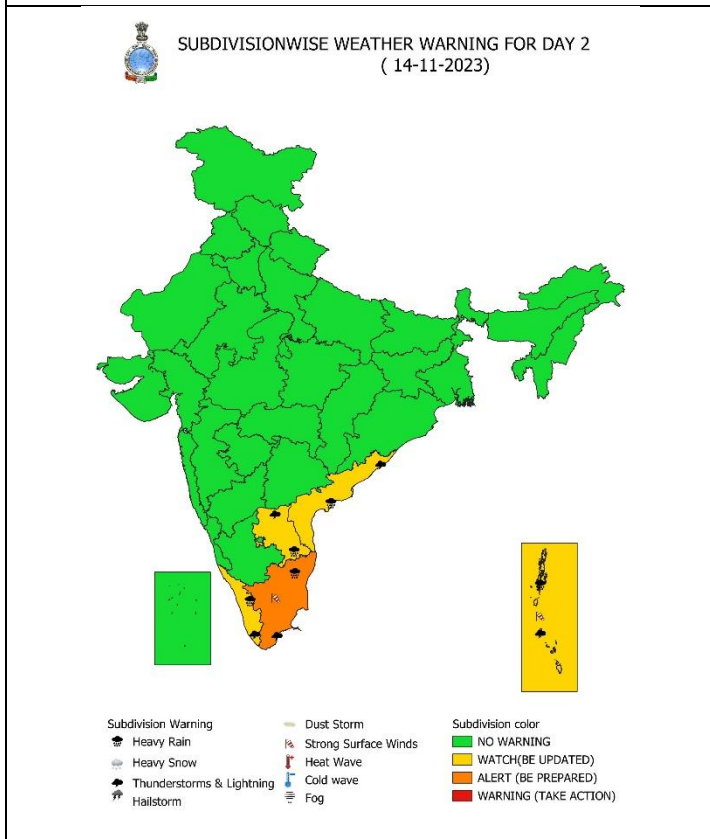 SUBDIVISIONWISE WEATHER WARNING FOR DAY 2
( 14-11-2023)
Subdivision Warning
Heavy Rain
Heavy Snow
Thunderstorms & Lightning
Hailstorm
Dust Storm
Strong Surface Winds
Heat Wave
Cold wave
Fog
Subdivision color
NO WARNING
WATCH(BE UPDATED)
ALERT (BE PREPARED)
WARNING (TAKE ACTION)